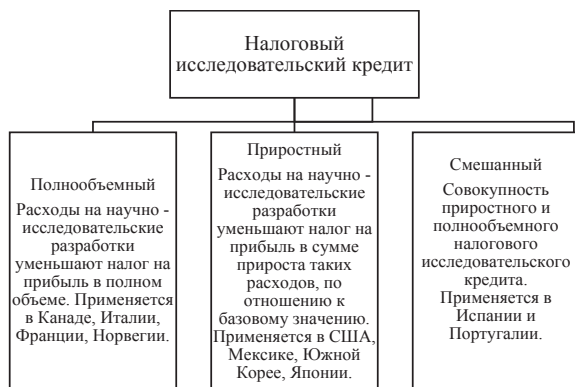 Налоговый
исследовательский кредит
Полнообъемный
Расходы на научно -
исследовательские
разработки
уменьшают налог на
прибыль в полном
объеме. Применяется
в Канаде, Италии,
Франции, Норвегии.
Приростный
Расходы на научно -
исследовательские
разработки
уменьшают налог на
прибыль в сумме
прироста таких
расходов, по
отношению к
базовому значению.
Применяется в США,
Мексике, Южной
Корее, Японии.
Смешанный
Совокупность
приростного и
полнообъемного
налогового
исследовательского
кредита.
Применяется в
Испании и
Португалии.